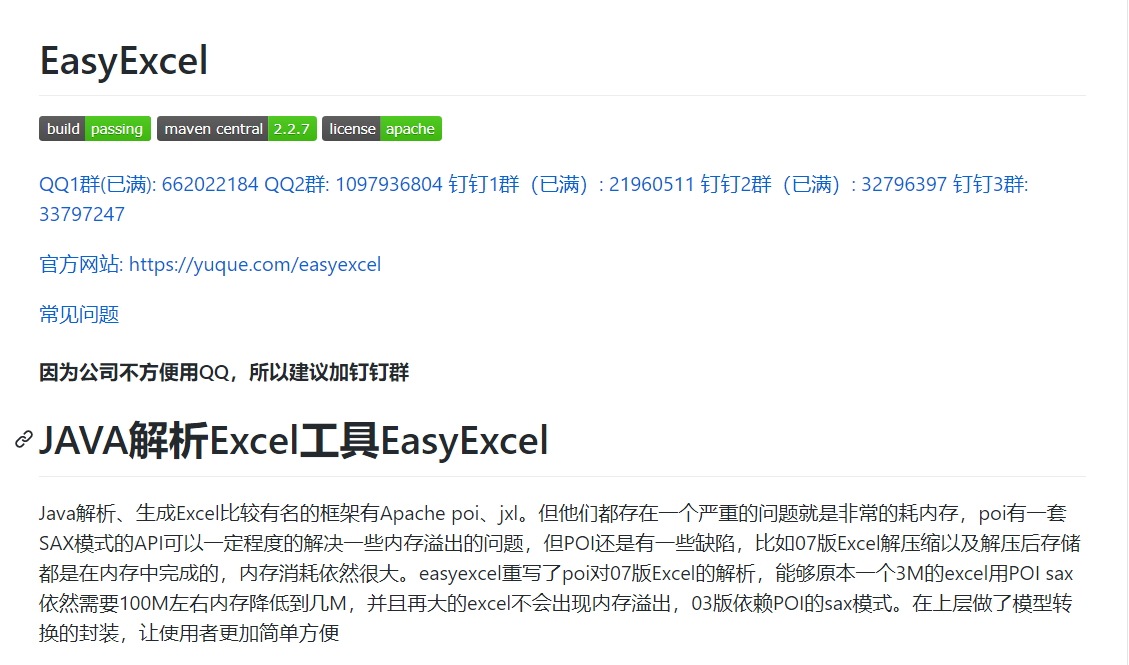 EasyExcel
build passing maven central 2.2.7 license apache
QQ1群(已满): 662022184 QQ2群: 1097936804 钉钉1群（已满）: 21960511 钉钉2群（已满）: 32796397 钉钉3群:
33797247
官方网站: https://yuque.com/easyexcel
常见问题
因为公司不方便用QQ，所以建议加钉钉群
JAVA解析Excel工具EasyExcel
Java解析、生成Excel比较有名的框架有Apache poi、jxl。但他们都存在一个严重的问题就是非常的耗内存，poi有一套
SAX模式的API可以一定程度的解决一些内存溢出的问题，但POI还是有一些缺陷，比如07版Excel解压缩以及解压后存储
都是在内存中完成的，内存消耗依然很大。easyexcel重写了poi对07版Excel的解析，能够原本一个3M的excel用POI sax
依然需要100M左右内存降低到几M，并且再大的excel不会出现内存溢出，03版依赖POI的sax模式。在上层做了模型转
换的封装，让使用者更加简单方便